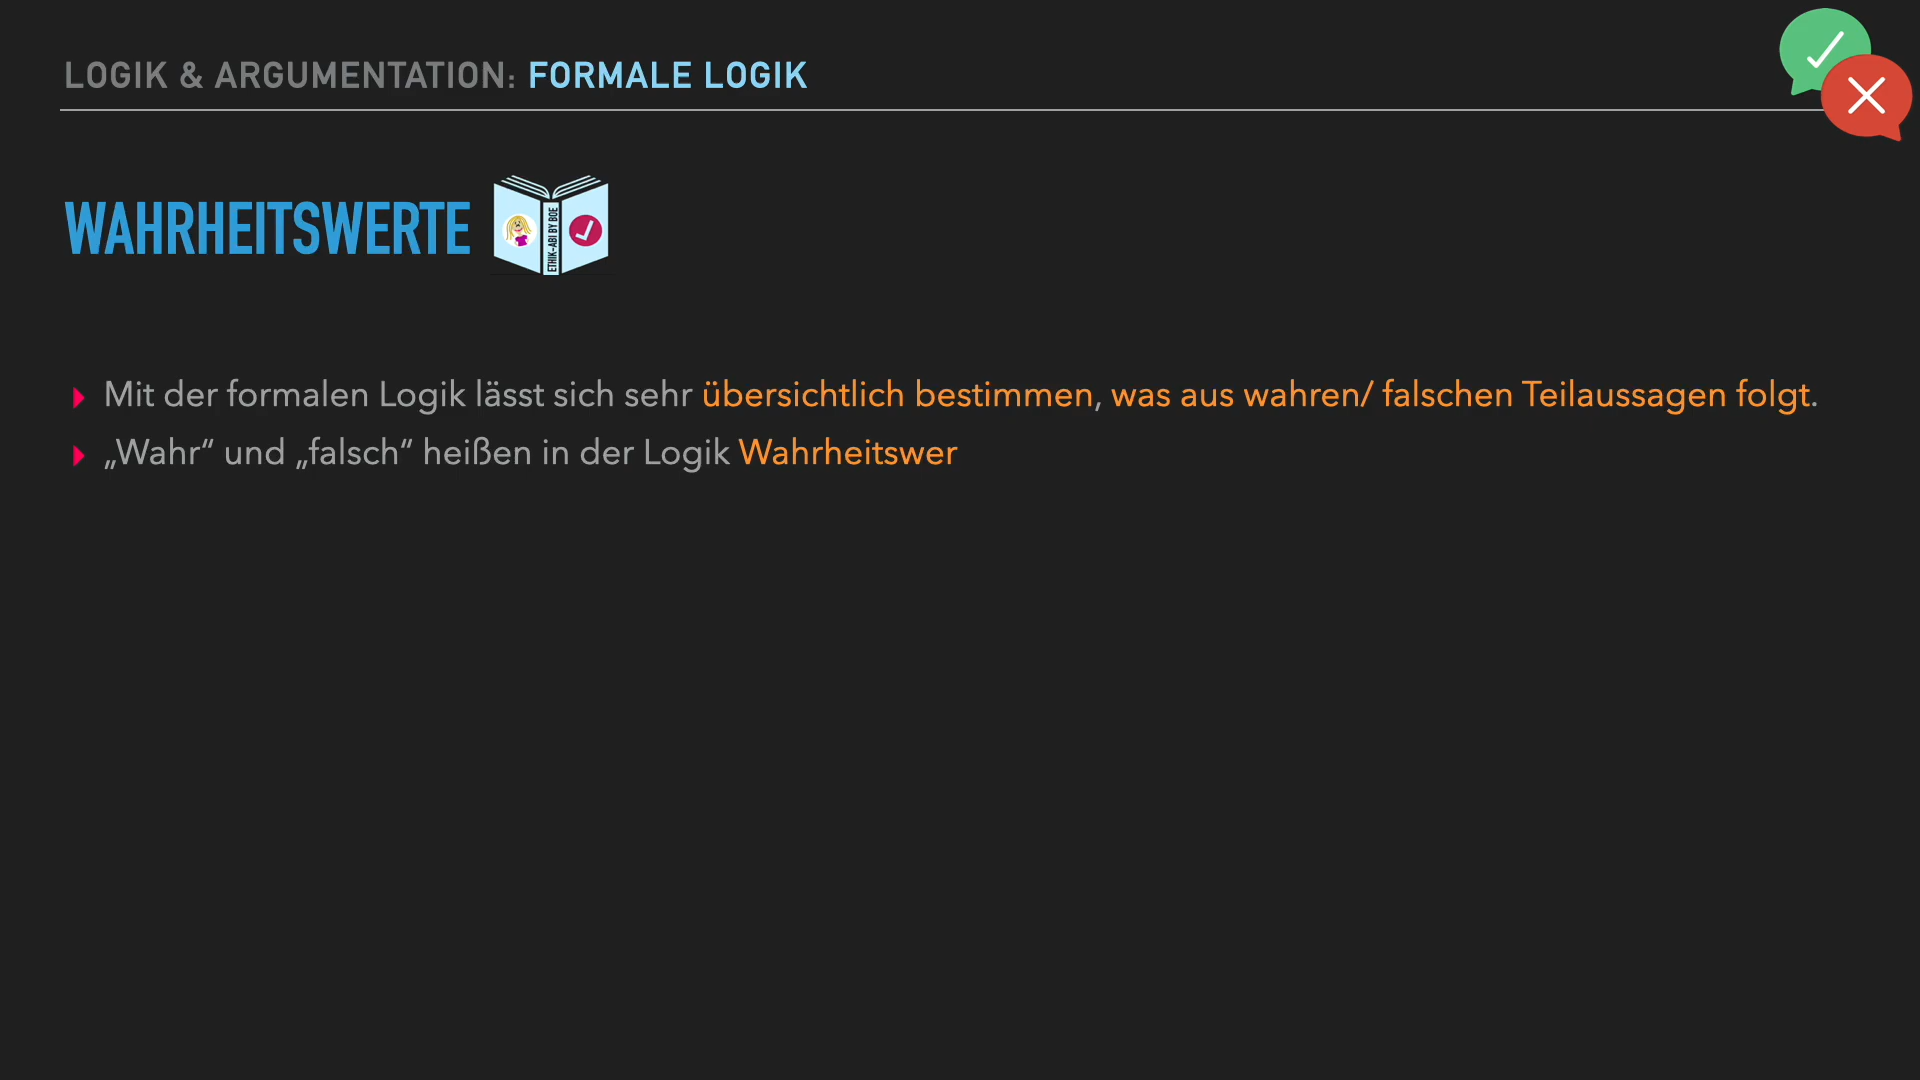 LOGIK & ARGUMENTATION: FORMALE LOGIK
WAHRHEITSWERTE
ETHIK-ABI BY BOE
Mit der formalen Logik lässt sich sehr übersichtlich bestimmen, was aus wahren/ falschen Teilaussagen folgt.
„Wahr“ und „falsch“ heißen in der Logik Wahrheitswer